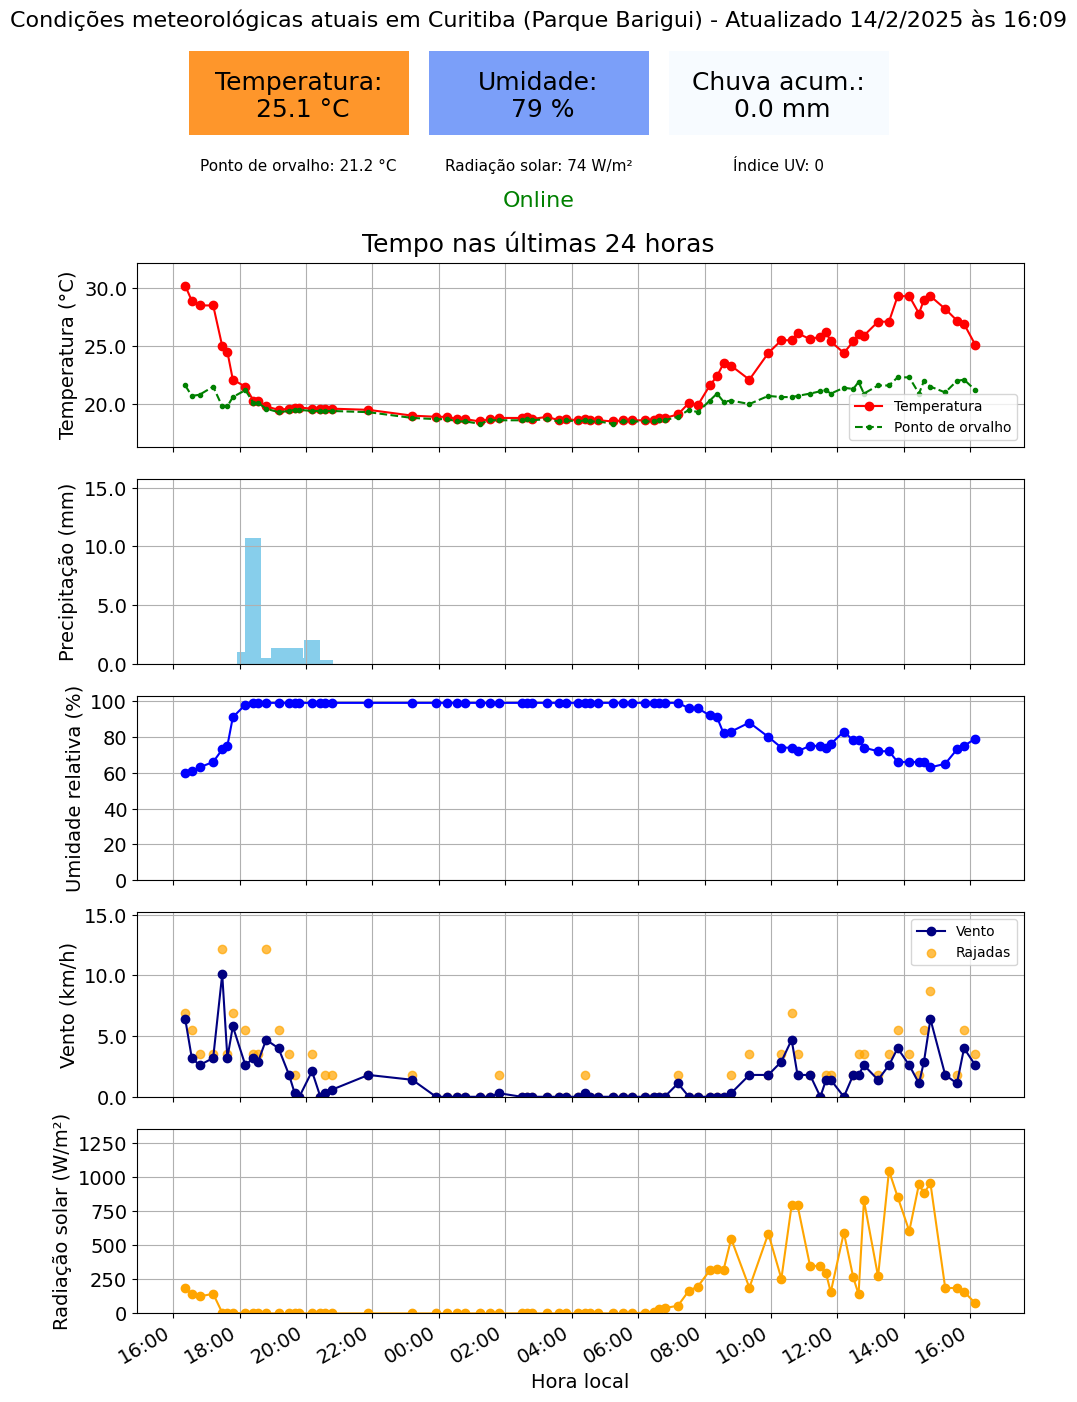 Condições meteorológicas atuais em Curitiba (Parque Barigui) - Atualizado 14/2/2025 às 16:09
Temperatura:
25.1 °C
Umidade:
79 %
Chuva acum.:
0.0 mm
Ponto de orvalho: 21.2 °C
Radiação solar: 74 W/m²
Índice UV: 0
Online
Tempo nas últimas 24 horas
Temperatura (°C)
30.0
25.0
20.0
Temperatura
Ponto de orvalho
Precipitação (mm)
15.0
10.0
5.0
0.0
Umidade relativa (%)
100
80
60
40
20
0
Vento (km/h)
15.0
10.0
5.0
0.0
Vento
Rajadas
Radiação solar (W/m²)
1250
1000
750
500
250
0
16:00
18:00
20:00
22:00
00:00
02:00
04:00
06:00
08:00
10:00
12:00
14:00
16:00
Hora local